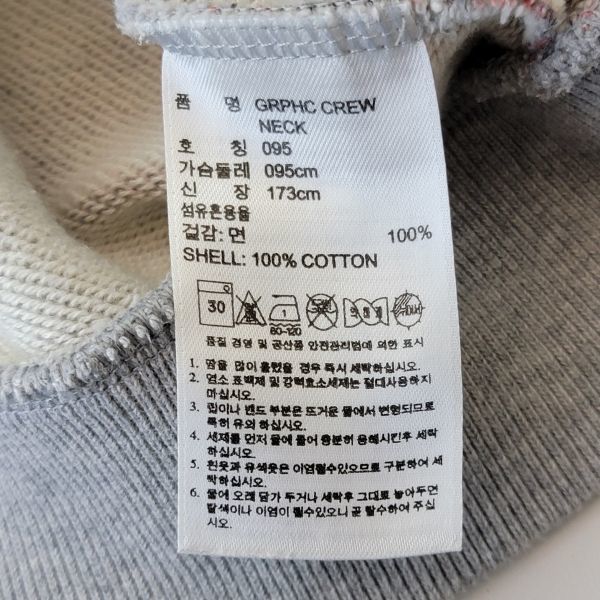 품 명 GRPHC CREW
NECK
호 칭 095
가슴둘레 095cm
신 장 173cm
섬유혼용율
겉감: 면 100%
SHELL: 100% COTTON
30
1
80-120
품질 경영 및 공산품 안전관리법에 의한 표시
1. 땀을 많이 흘렸을 경우 즉시 세탁하십시오.
2. 염소 표백제 및 강력효소세제는 절대사용하지
마십시오.
3. 립이나 밴드 부분은 뜨거운 물에서 변형되므로
특히 유의 하십시오.
4. 세제를 먼저 물에 풀어 충분히 용해시킨후 세탁
하십시오.
5. 흰옷과 유색옷은 이염될수있으므로 구분하여 세
탁하십시오.
6. 물에 오래 담가 두거나 세탁후 그대로 놓아두면
탈색이나 이염이 될수있으니 곧 탈수하여 주십
시오.